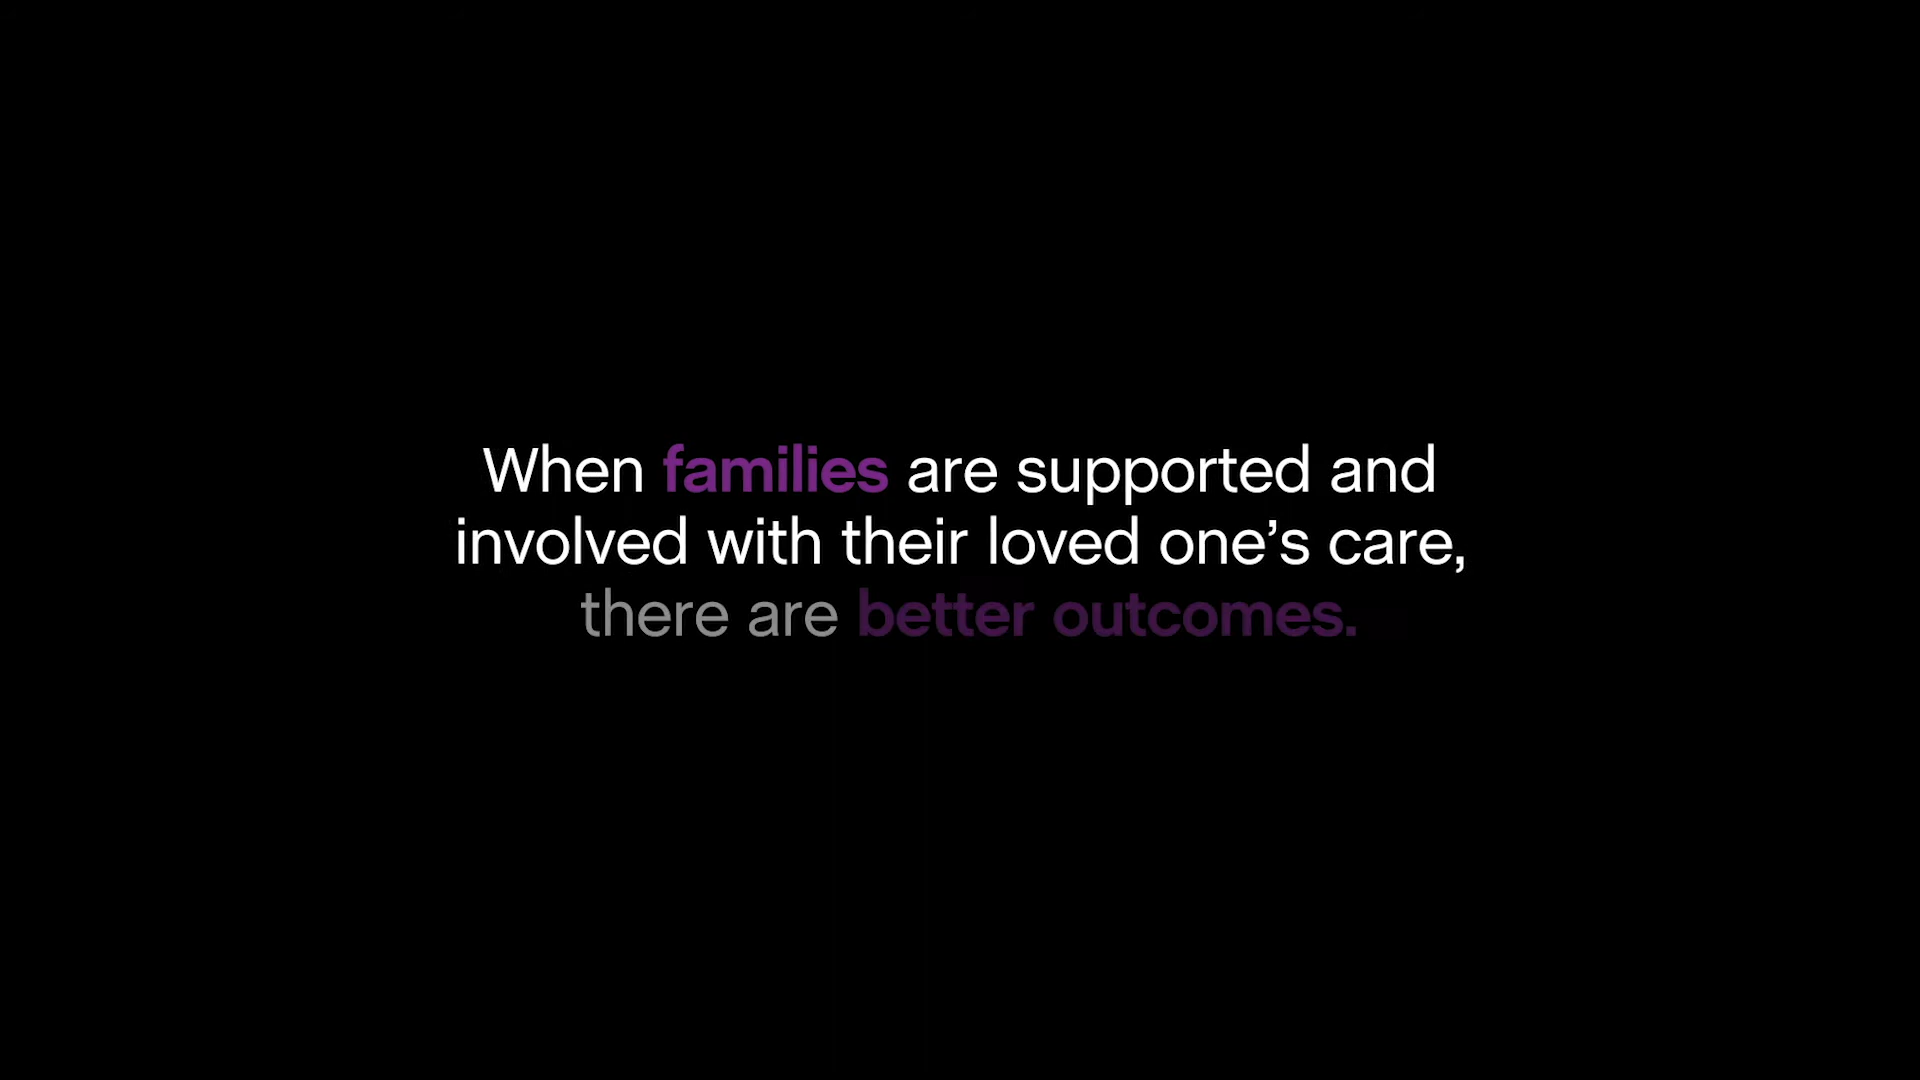 When families are supported and
involved with their loved one’s care,
there are better outcomes.